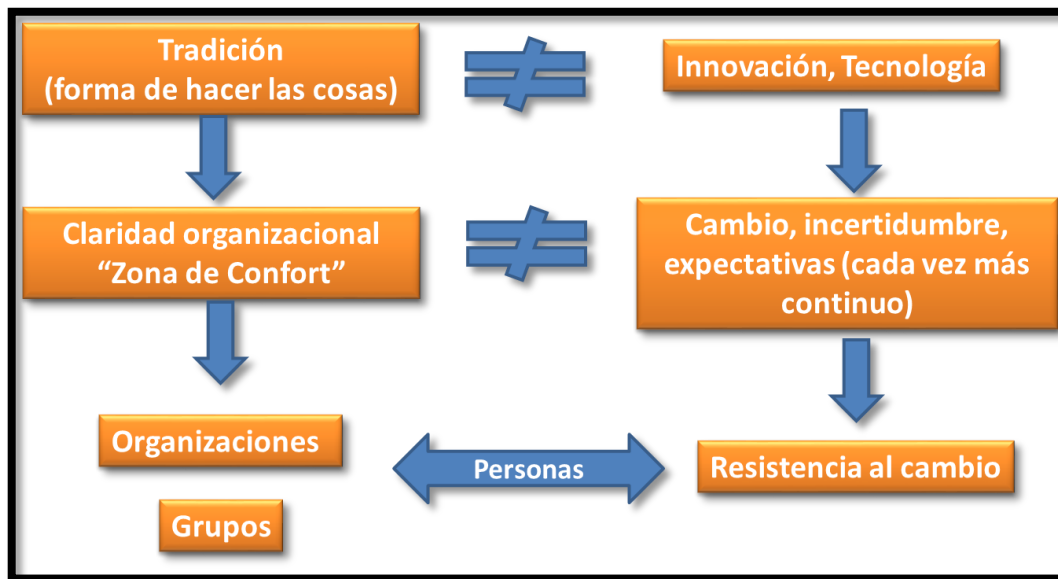 Tradición
(forma de hacer las cosas)
Innovación, Tecnología
Claridad organizacional
“Zona de Confort”
Cambio, incertidumbre,
expectativas (cada vez más
continuo)
Organizaciones
Personas
Resistencia al cambio
Grupos